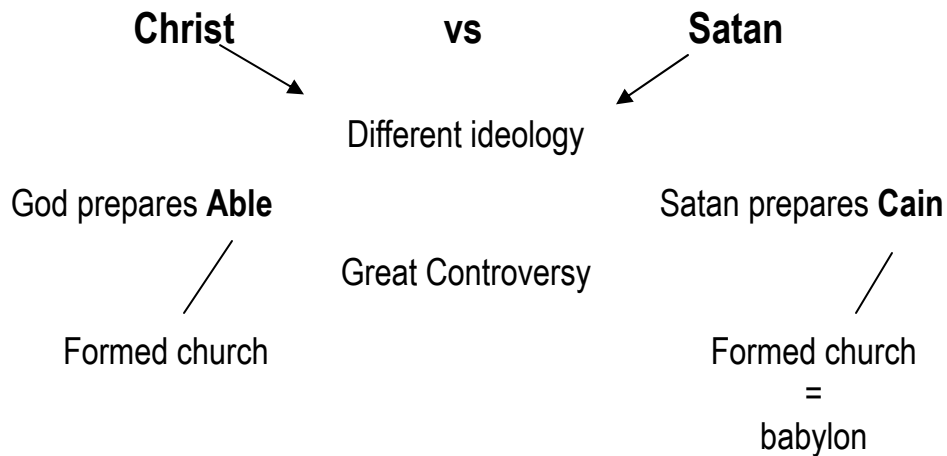 Christ vs Satan
Different ideology
God prepares Able Satan prepares Cain
Great Controversy
Formed church Formed church
=
babylon